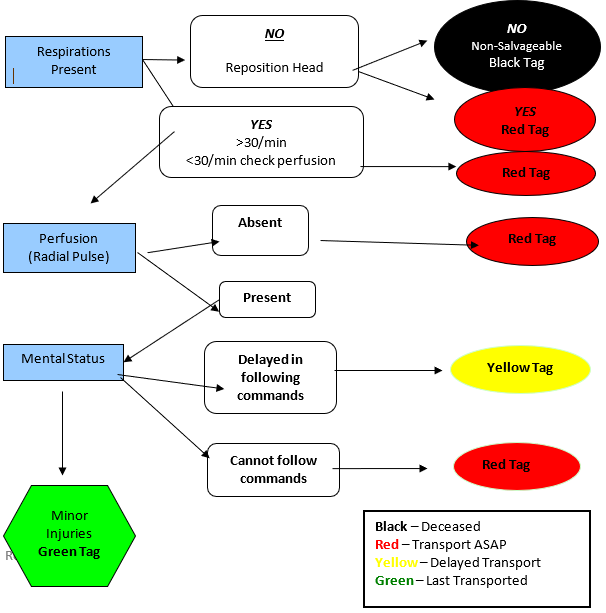 Respirations
Present
NO
Reposition Head
NO
Non-Salvageable
Black Tag
YES
Red Tag
YES
>30/min
<30/min check perfusion
Red Tag
Perfusion
(Radial Pulse)
Absent
Red Tag
Present
Mental Status
Delayed in
following
commands
Yellow Tag
Cannot follow
commands
Red Tag
Minor
Injuries
Green Tag
Black – Deceased
Red – Transport ASAP
Yellow – Delayed Transport
Green – Last Transported